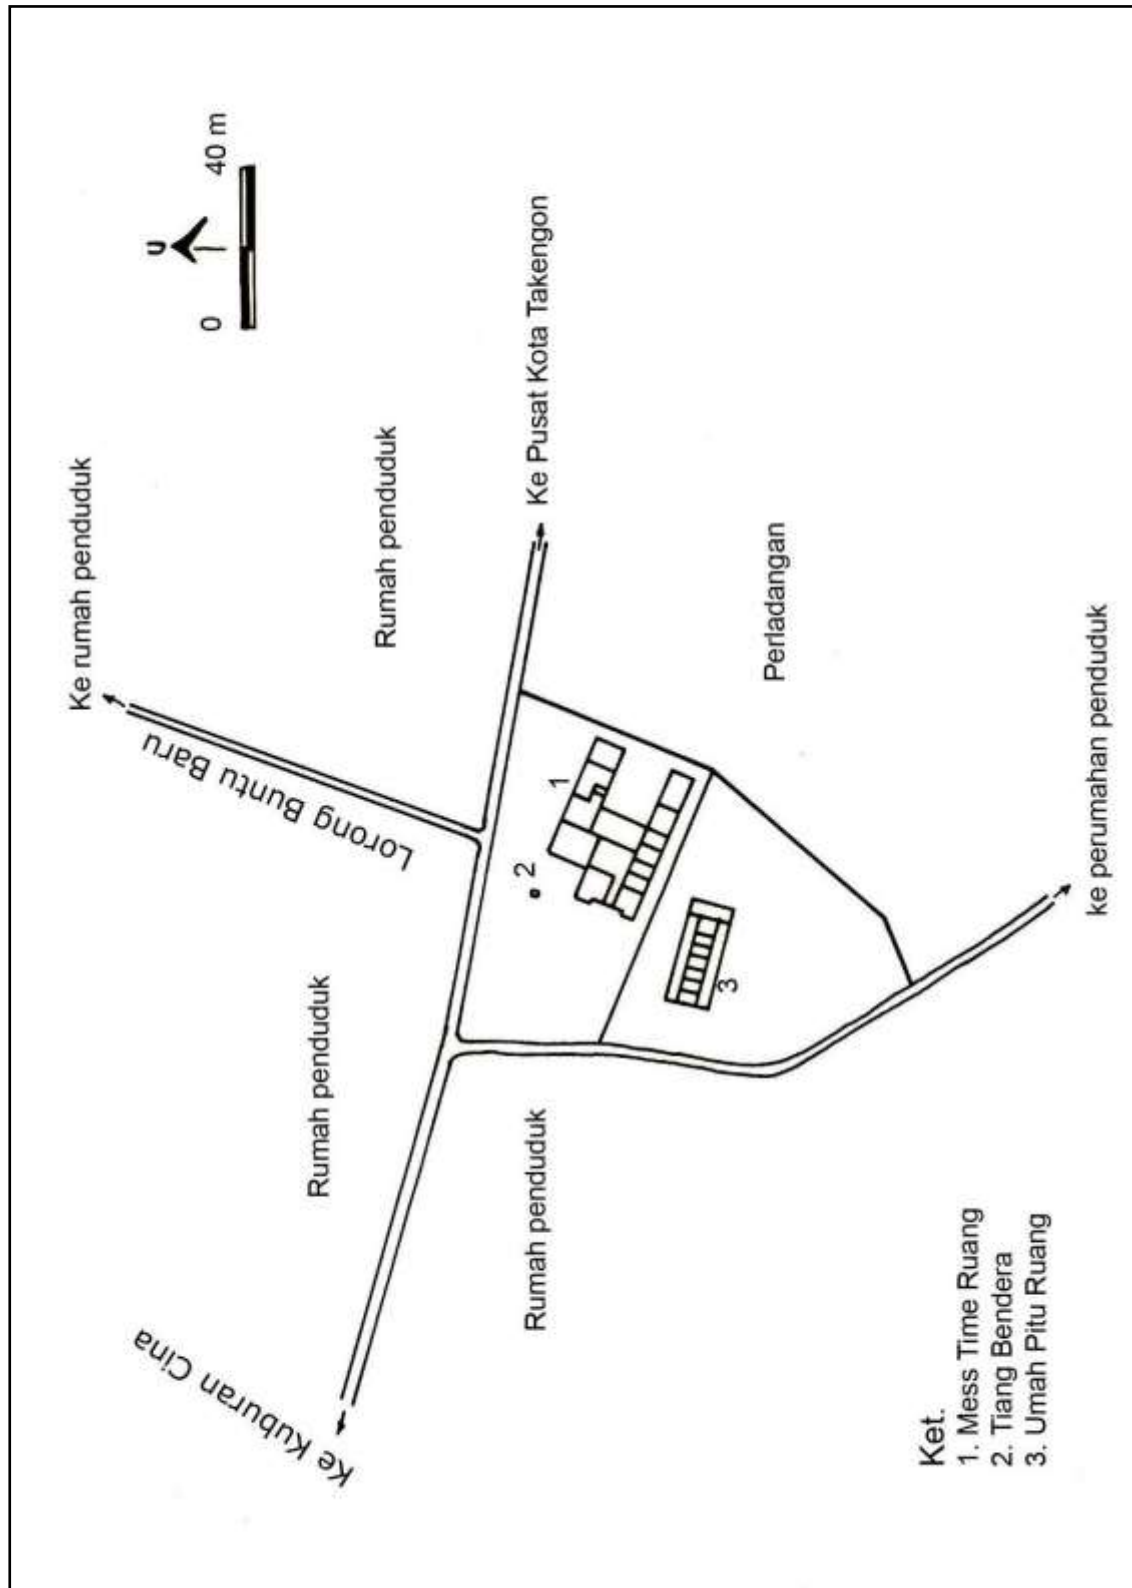 Ke rumah penduduk
U
0 40 m
Ke Kuburan Cina
Lorong Buntu Baru
Rumah penduduk
Rumah penduduk
2
Rumah penduduk
Ke Pusat Kota Takengon
1
3
Perladangan
Ket.
1. Mess Time Ruang
2. Tiang Bendera
3. Umah Pitu Ruang
ke perumahan penduduk